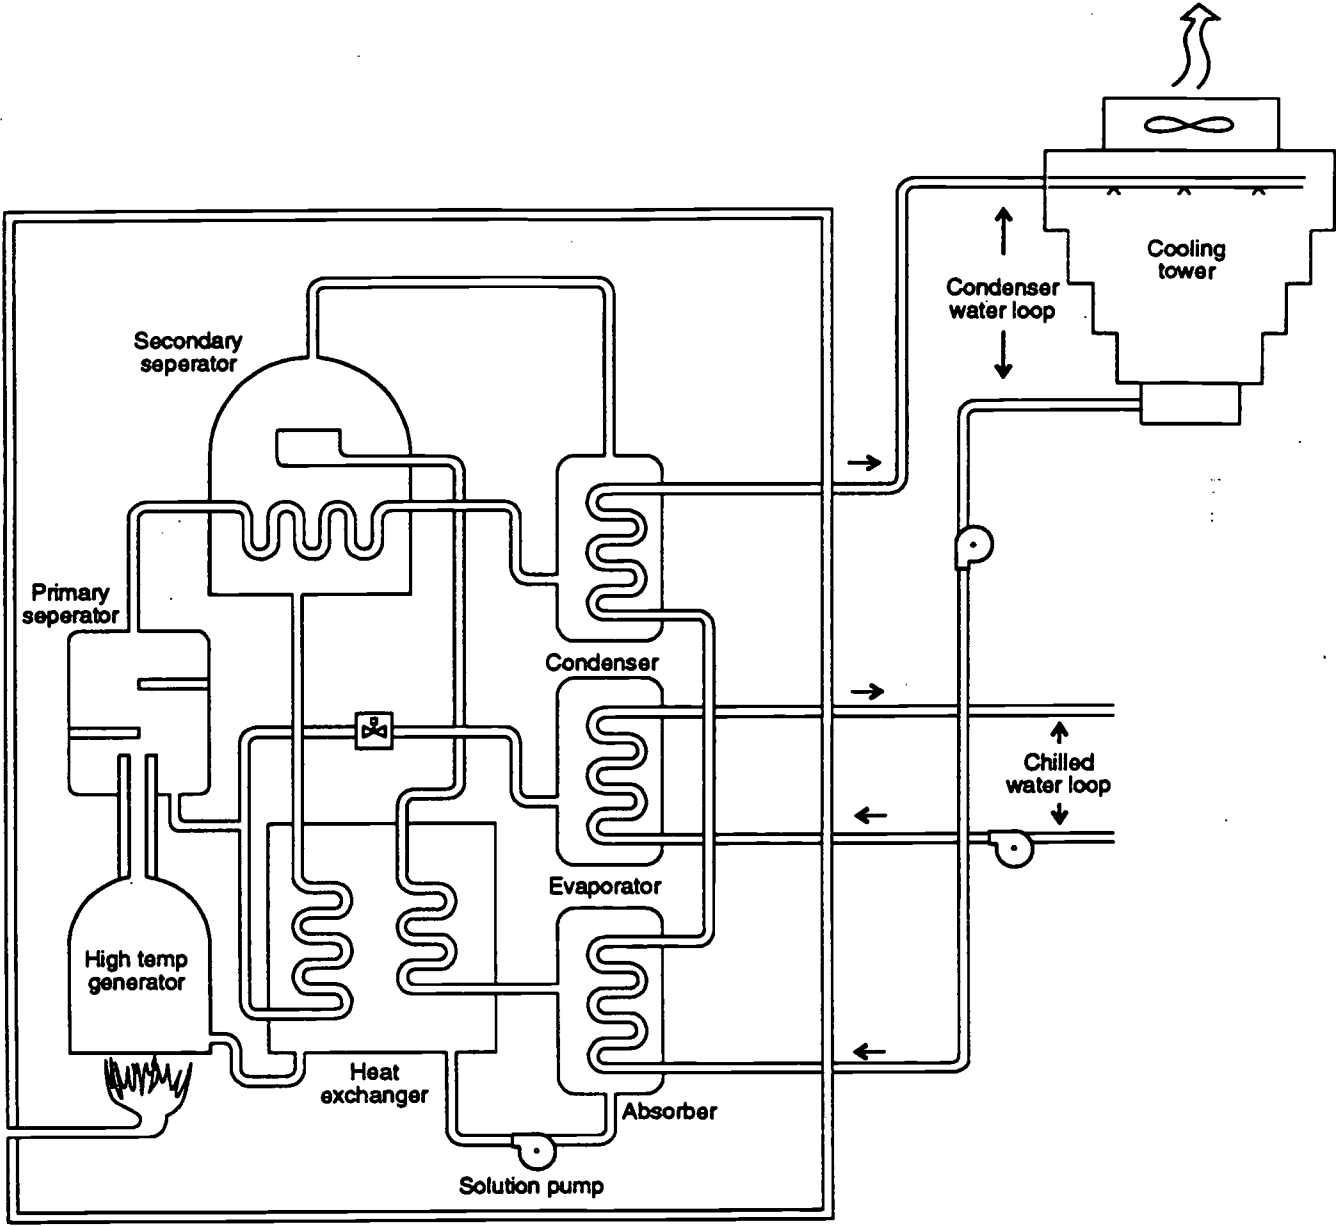 Cooling
tower
Condenser
water loop
Secondary
seperator
Primary
seperator
Condenser
Chilled
water loop
Evaporator
High temp
generator
Heat
exchanger
Absorber
Solution pump